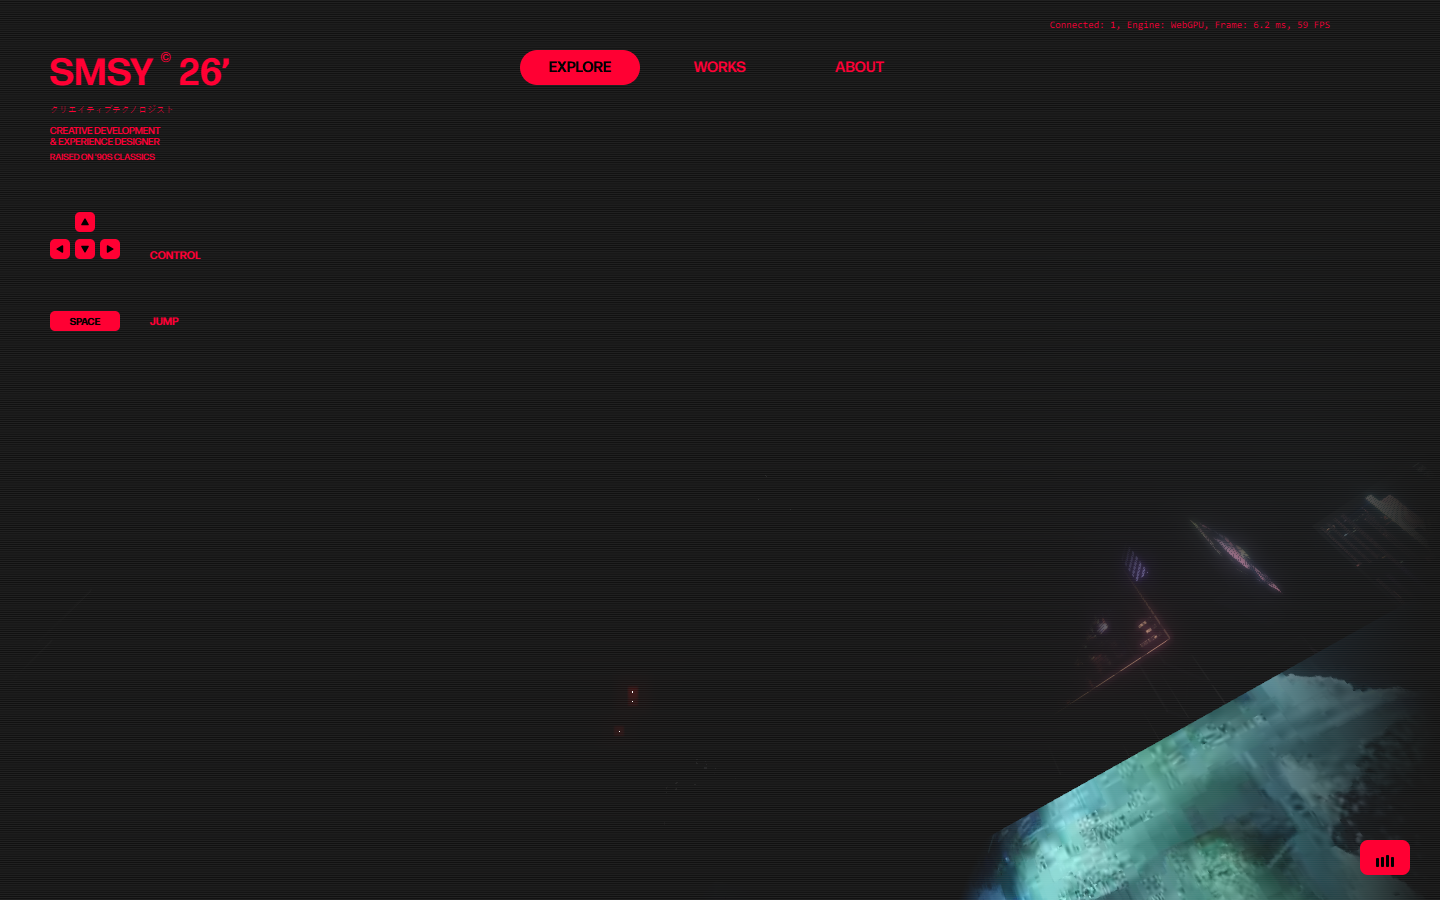 Connected: 1, Engine: WebGPU, Frame: 6.2 ms, 59 FPS
SMSY © 26’
EXPLORE
WORKS
ABOUT
クリエイティブテクノロジスト
CREATIVE DEVELOPMENT
& EXPERIENCE DESIGNER
RAISED ON ’90S CLASSICS
CONTROL
SPACE
JUMP